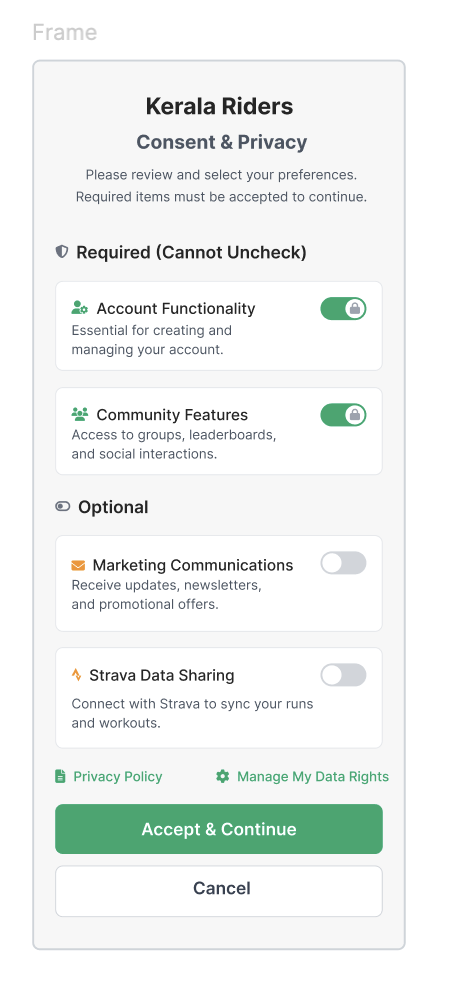 Frame
Kerala Riders
Consent & Privacy
Please review and select your preferences.
Required items must be accepted to continue.
Required (Cannot Uncheck)
Account Functionality
Essential for creating and
managing your account.
Community Features
Access to groups, leaderboards,
and social interactions.
Optional
Marketing Communications
Receive updates, newsletters,
and promotional offers.
Strava Data Sharing
Connect with Strava to sync your runs
and workouts.
Privacy Policy
Manage My Data Rights
Accept & Continue
Cancel